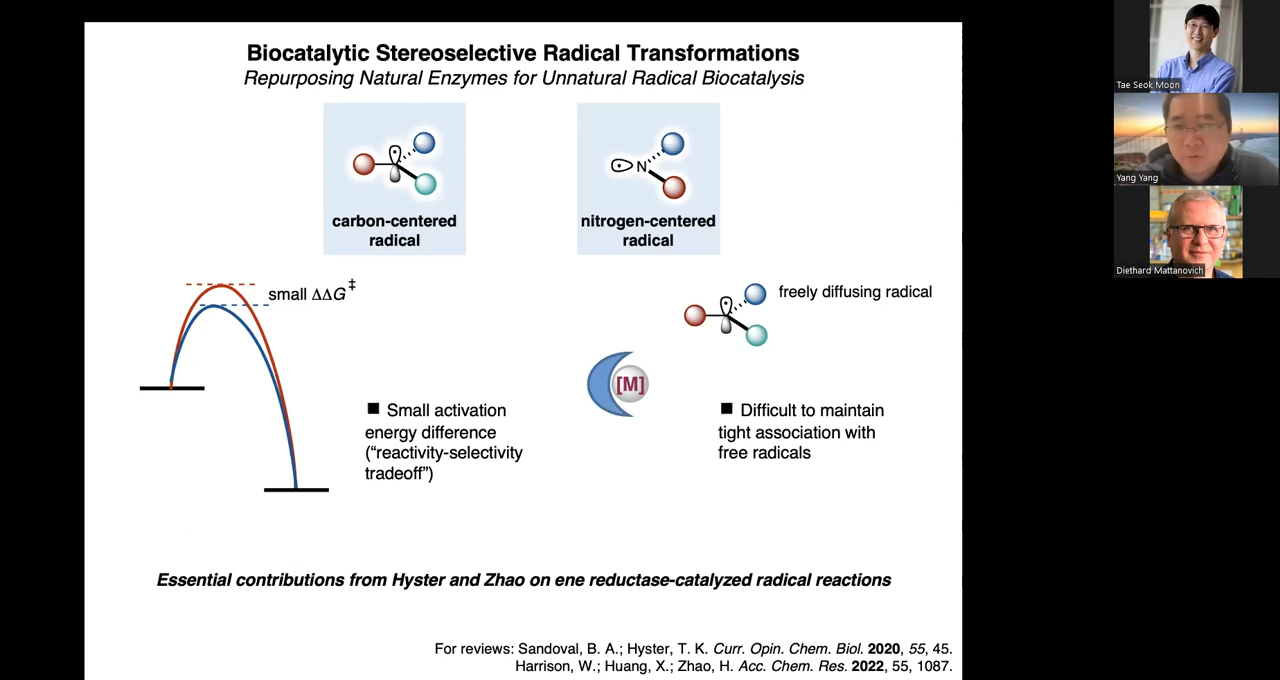 Biocatalytic Stereoselective Radical Transformations
Repurposing Natural Enzymes for Unnatural Radical Biocatalysis
N
carbon-centered
radical
nitrogen-centered
radical
small ΔΔG‡
freely diffusing radical
[M]
■ Small activation
energy difference
(“reactivity-selectivity
tradeoff”)
■ Difficult to maintain
tight association with
free radicals
Essential contributions from Hyster and Zhao on ene reductase-catalyzed radical reactions
For reviews: Sandoval, B. A.; Hyster, T. K. Curr. Opin. Chem. Biol. 2020, 55, 45.
Harrison, W.; Huang, X.; Zhao, H. Acc. Chem. Res. 2022, 55, 1087.
Tae Seok Moon
Yang Yang
Diethard Mattanovich